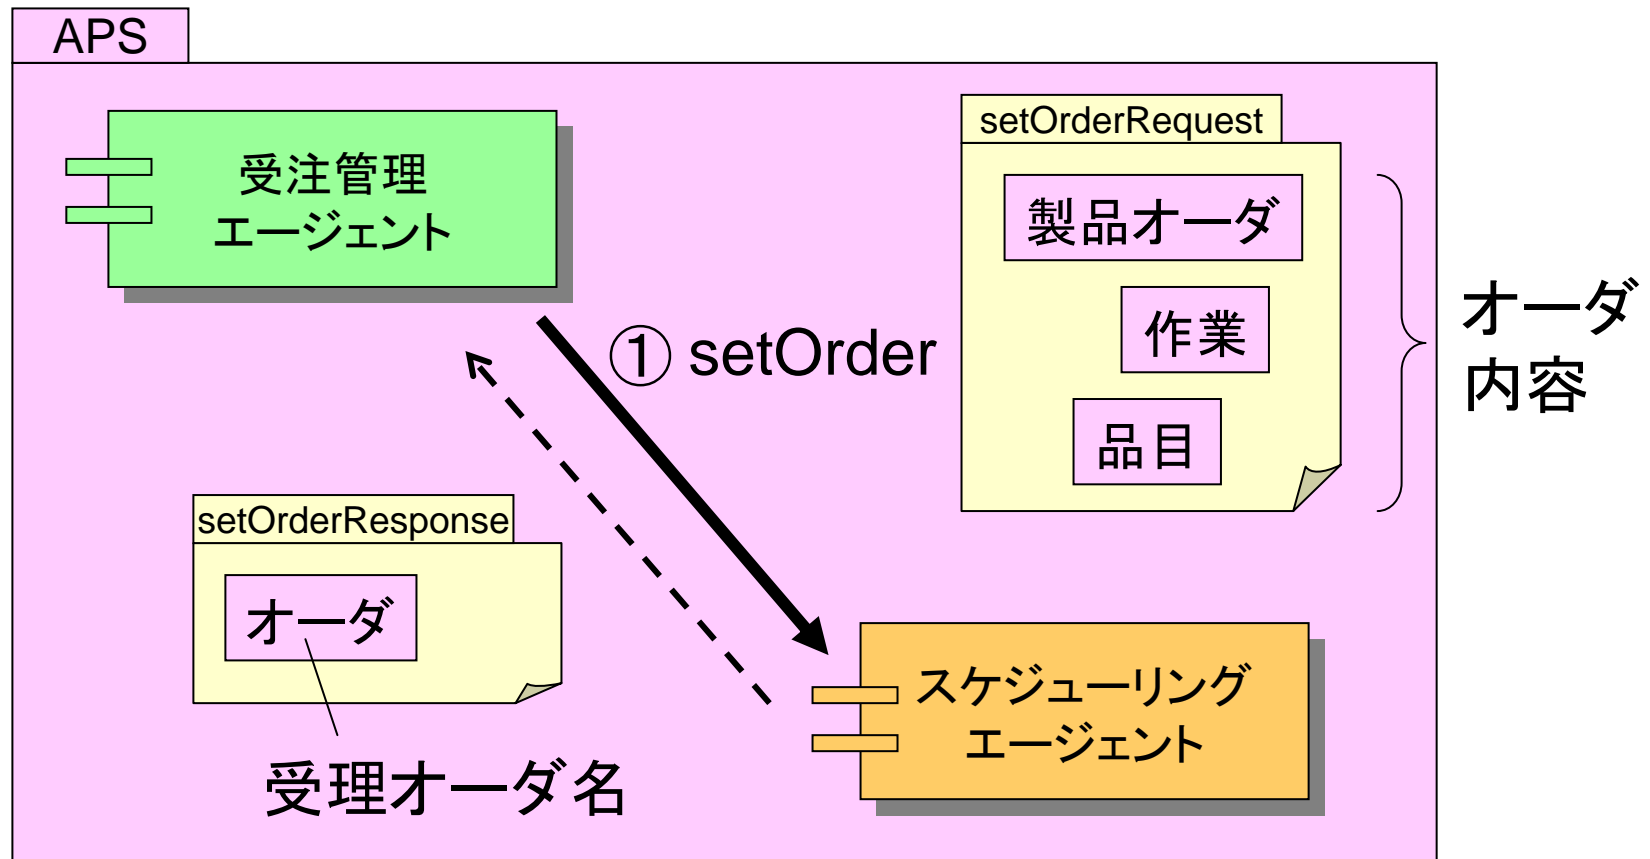 APS
受注管理
エージェント
setOrderRequest
製品オーダ
作業
品目
オーダ
内容
① setOrder
setOrderResponse
オーダ
受理オーダ名
スケジューリング
エージェント